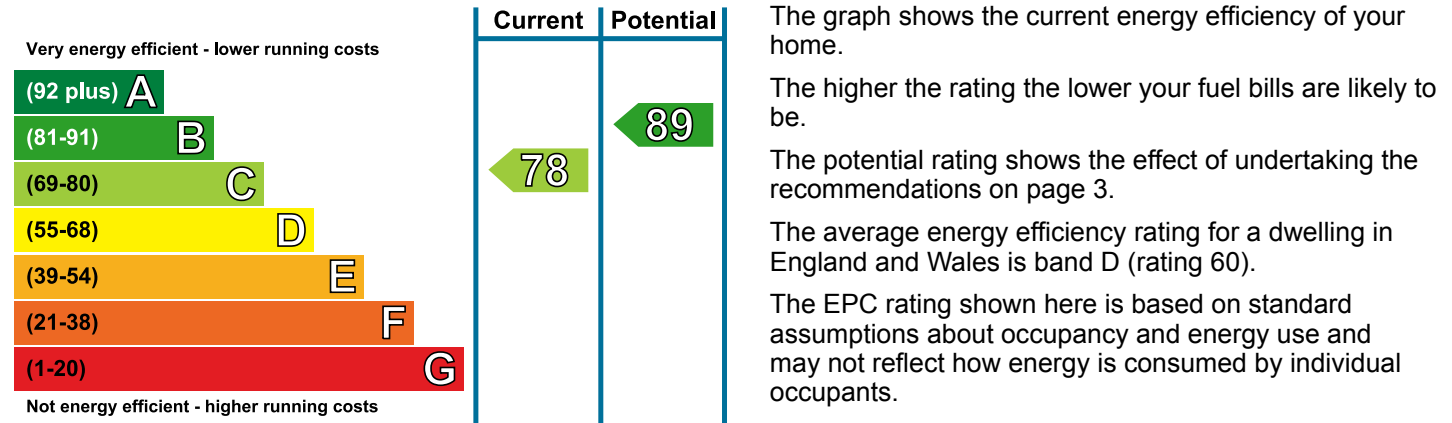 Current Potential
Very energy efficient - lower running costs
(92 plus) A
(81-91) B
(69-80) C
(55-68) D
(39-54) E
(21-38) F
(1-20) G
Not energy efficient - higher running costs
78
89
The graph shows the current energy efficiency of your
home.
The higher the rating the lower your fuel bills are likely to
be.
The potential rating shows the effect of undertaking the
recommendations on page 3.
The average energy efficiency rating for a dwelling in
England and Wales is band D (rating 60).
The EPC rating shown here is based on standard
assumptions about occupancy and energy use and
may not reflect how energy is consumed by individual
occupants.